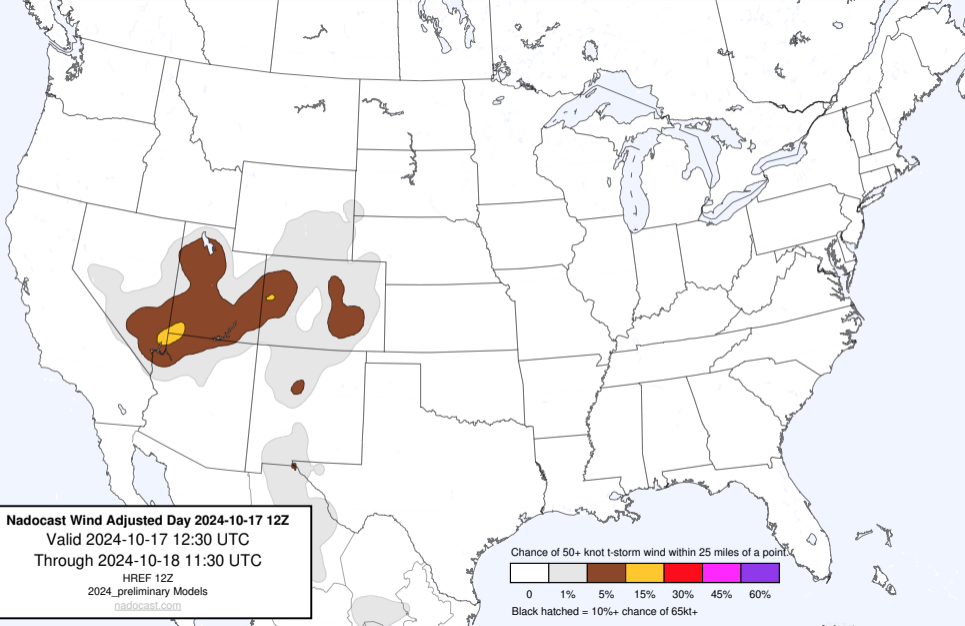 Nadocast Wind Adjusted Day 2024-10-17 12Z
Valid 2024-10-17 12:30 UTC
Through 2024-10-18 11:30 UTC
HREF 12Z
2024_preliminary Models
nadocast.com
Chance of 50+ knot t-storm wind within 25 miles of a point.
0 1% 5% 15% 30% 45% 60%
Black hatched = 10%+ chance of 65kt+